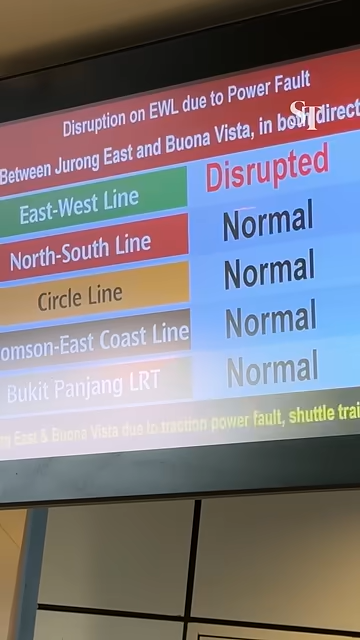 Disruption on EWL due to Power Fault
Between Jurong East and Buona Vista, in both direct
ST
East-West Line Disrupted
North-South Line Normal
Circle Line Normal
omson-East Coast Line Normal
Bukit Panjang LRT Normal
East & Buona Vista due to traction power fault, shuttle trai